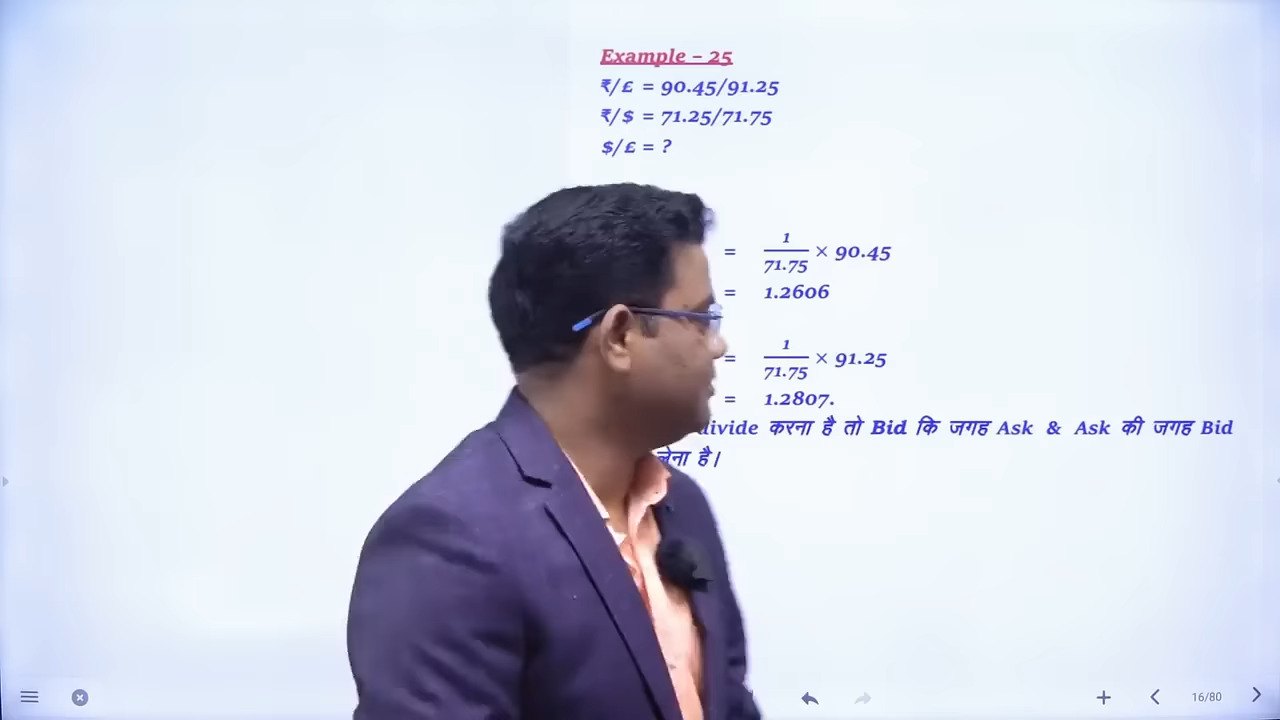 Example – 25
₹/£ = 90.45/91.25
₹/$ = 71.25/71.75
$/£ = ?
= 1/71.75 × 90.45
= 1.2606
= 1/71.75 × 91.25
= 1.2807.
divide करना है तो Bid कि जगह Ask & Ask की जगह Bid
लेना है।
16/80